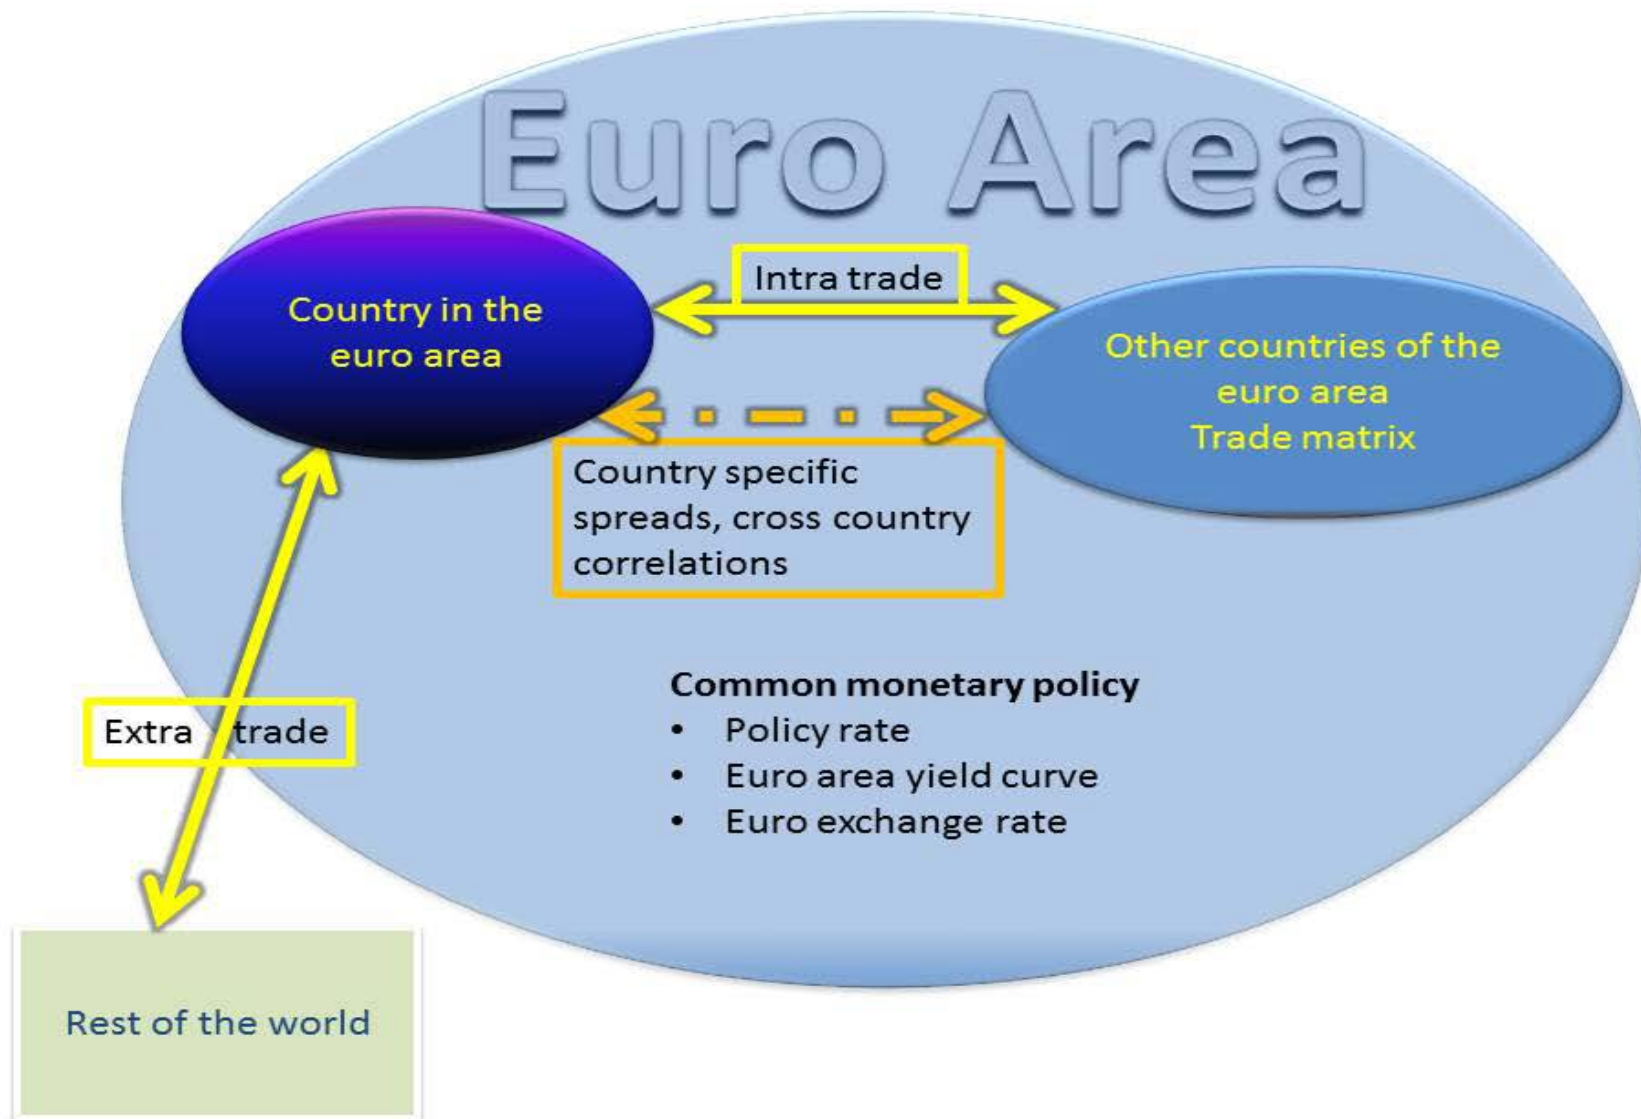 Euro Area
Intra trade
Country in the
euro area
Other countries of the
euro area
Trade matrix
Country specific
spreads, cross country
correlations
Common monetary policy
• Policy rate
• Euro area yield curve
• Euro exchange rate
Extra trade
Rest of the world